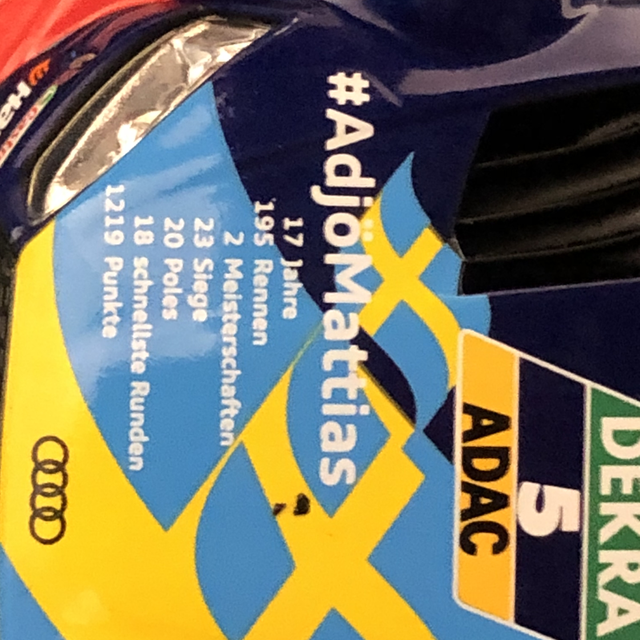 #AdjöMattias
17 Jahre
195 Rennen
2 Meisterschaften
23 Siege
20 Poles
18 schnellste Runden
1219 Punkte
DEKRA
5
ADAC